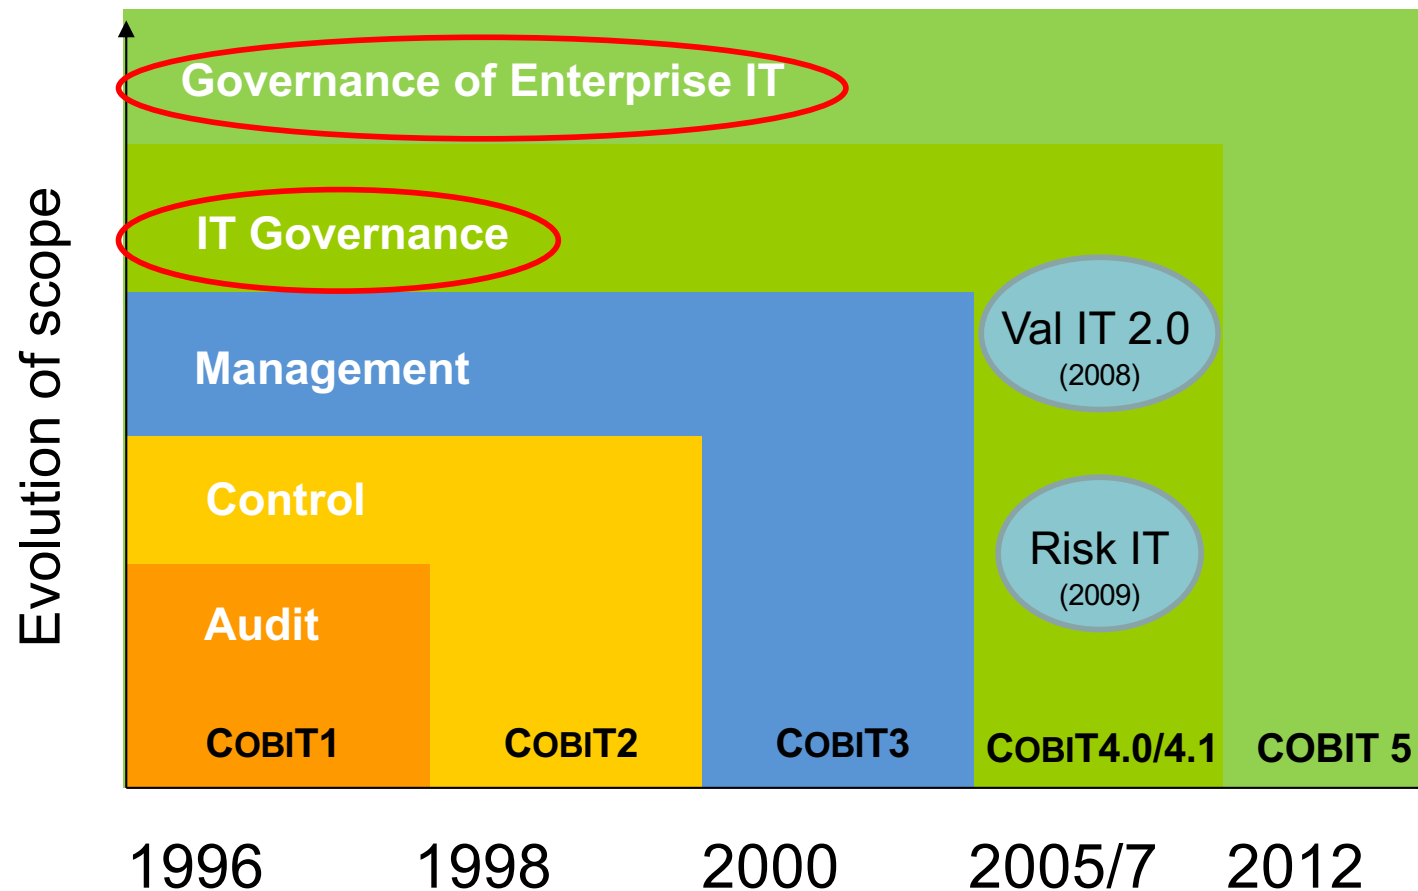 Evolution of scope
Governance of Enterprise IT
IT Governance
Val IT 2.0
(2008)
Management
Control
Risk IT
(2009)
Audit
COBIT1
COBIT2
COBIT3
COBIT4.0/4.1
COBIT 5
1996
1998
2000
2005/7
2012